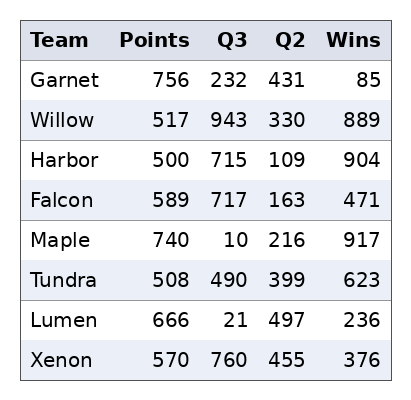 Team Points Q3 Q2 Wins
Garnet 756 232 431 85
Willow 517 943 330 889
Harbor 500 715 109 904
Falcon 589 717 163 471
Maple 740 10 216 917
Tundra 508 490 399 623
Lumen 666 21 497 236
Xenon 570 760 455 376